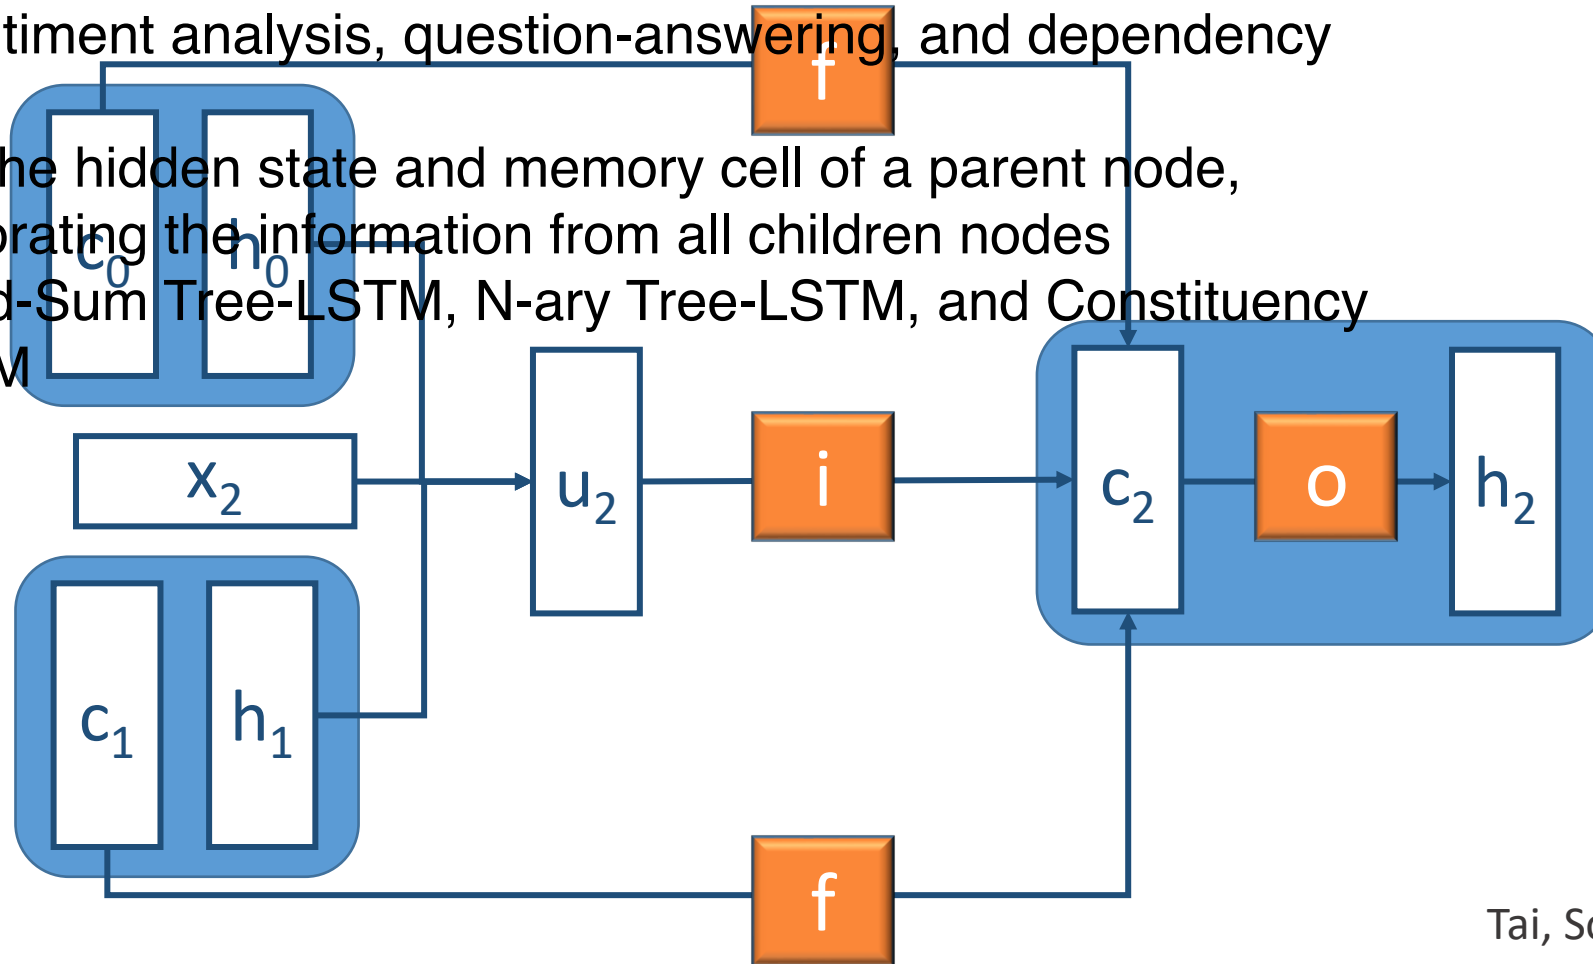 timent analysis, question-answering, and dependency
f
he hidden state and memory cell of a parent node,
orating the information from all children nodes
c0 h0
d-Sum Tree-LSTM, N-ary Tree-LSTM, and Constituency
M
x2 u2 i c2 o h2
c1 h1
f
Tai, So